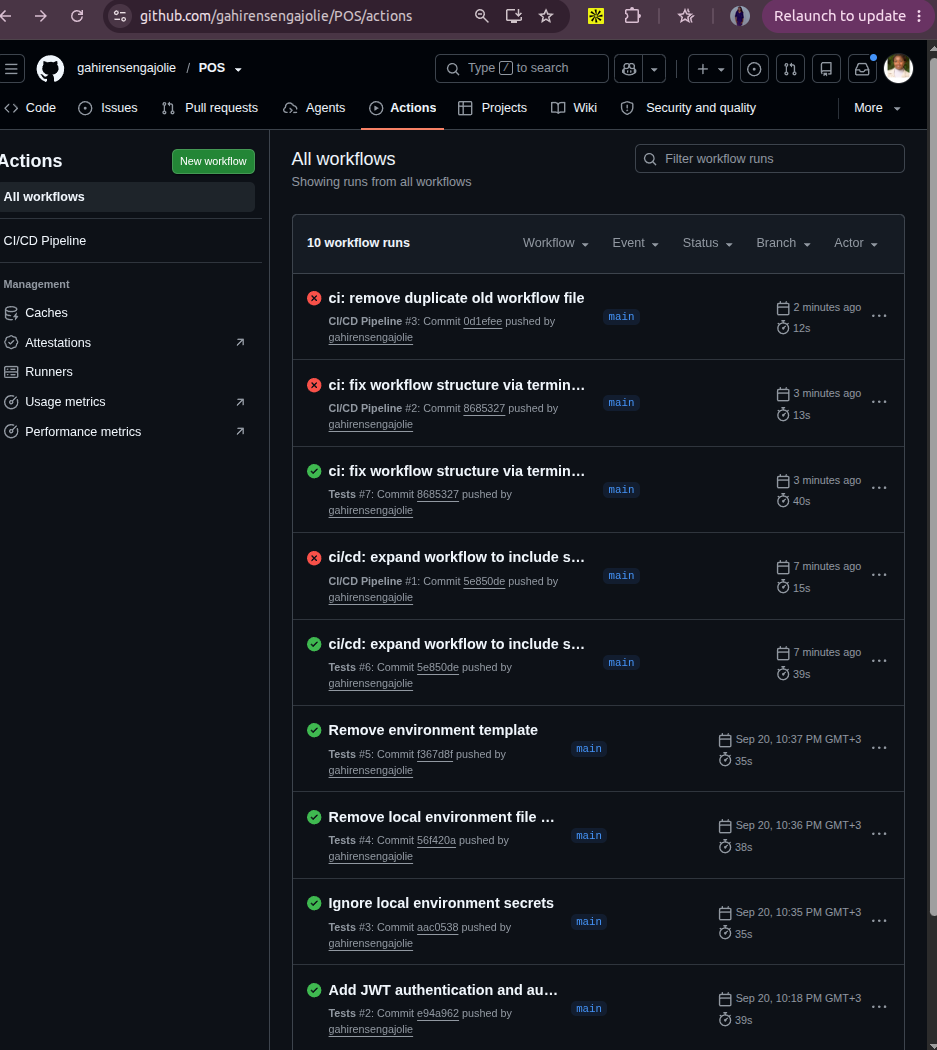 github.com/gahirensengajolie/POS/actions
Relaunch to update
gahirensengajolie / POS
Type / to search
Code
Issues
Pull requests
Agents
Actions
Projects
Wiki
Security and quality
More
Actions
New workflow
All workflows
CI/CD Pipeline
Management
Caches
Attestations
Runners
Usage metrics
Performance metrics
All workflows
Showing runs from all workflows
Filter workflow runs
10 workflow runs
Workflow
Event
Status
Branch
Actor
ci: remove duplicate old workflow file
CI/CD Pipeline #3: Commit 0d1efee pushed by
gahirensengajolie
main
2 minutes ago
12s
ci: fix workflow structure via termin…
CI/CD Pipeline #2: Commit 8685327 pushed by
gahirensengajolie
main
3 minutes ago
13s
ci: fix workflow structure via termin…
Tests #7: Commit 8685327 pushed by
gahirensengajolie
main
3 minutes ago
40s
ci/cd: expand workflow to include s…
CI/CD Pipeline #1: Commit 5e850de pushed by
gahirensengajolie
main
7 minutes ago
15s
ci/cd: expand workflow to include s…
Tests #6: Commit 5e850de pushed by
gahirensengajolie
main
7 minutes ago
39s
Remove environment template
Tests #5: Commit f367d8f pushed by
gahirensengajolie
main
Sep 20, 10:37 PM GMT+3
35s
Remove local environment file …
Tests #4: Commit 56f420a pushed by
gahirensengajolie
main
Sep 20, 10:36 PM GMT+3
38s
Ignore local environment secrets
Tests #3: Commit aac0538 pushed by
gahirensengajolie
main
Sep 20, 10:35 PM GMT+3
35s
Add JWT authentication and au…
Tests #2: Commit e94a962 pushed by
gahirensengajolie
main
Sep 20, 10:18 PM GMT+3
39s